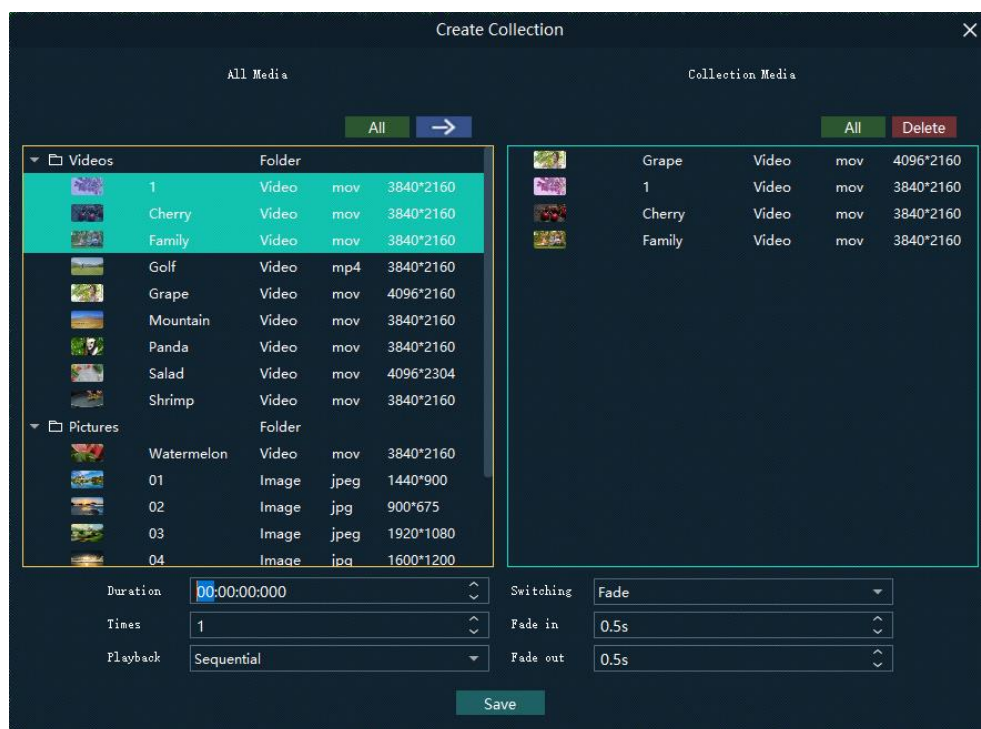 Create Collection
All Media
Collection Media
All
All Delete
Videos Folder
1 Video mov 3840*2160
Cherry Video mov 3840*2160
Family Video mov 3840*2160
Golf Video mp4 3840*2160
Grape Video mov 4096*2160
Mountain Video mov 3840*2160
Panda Video mov 3840*2160
Salad Video mov 4096*2304
Shrimp Video mov 3840*2160
Pictures Folder
Watermelon Video mov 3840*2160
01 Image jpeg 1440*900
02 Image jpg 900*675
03 Image jpeg 1920*1080
04 Image jpg 1600*1200
Grape Video mov 4096*2160
1 Video mov 3840*2160
Cherry Video mov 3840*2160
Family Video mov 3840*2160
Duration 00:00:00:000
Times 1
Playback Sequential
Switching Fade
Fade in 0.5s
Fade out 0.5s
Save